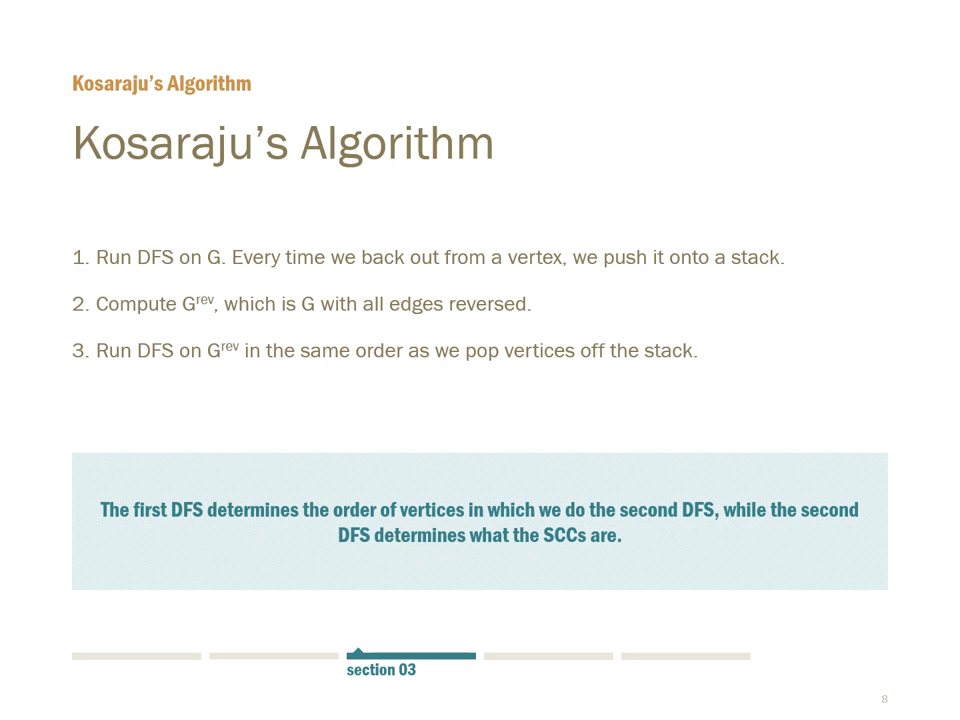 Kosaraju’s Algorithm
Kosaraju’s Algorithm
1. Run DFS on G. Every time we back out from a vertex, we push it onto a stack.
2. Compute Grev, which is G with all edges reversed.
3. Run DFS on Grev in the same order as we pop vertices off the stack.
The first DFS determines the order of vertices in which we do the second DFS, while the second
DFS determines what the SCCs are.
section 03
8